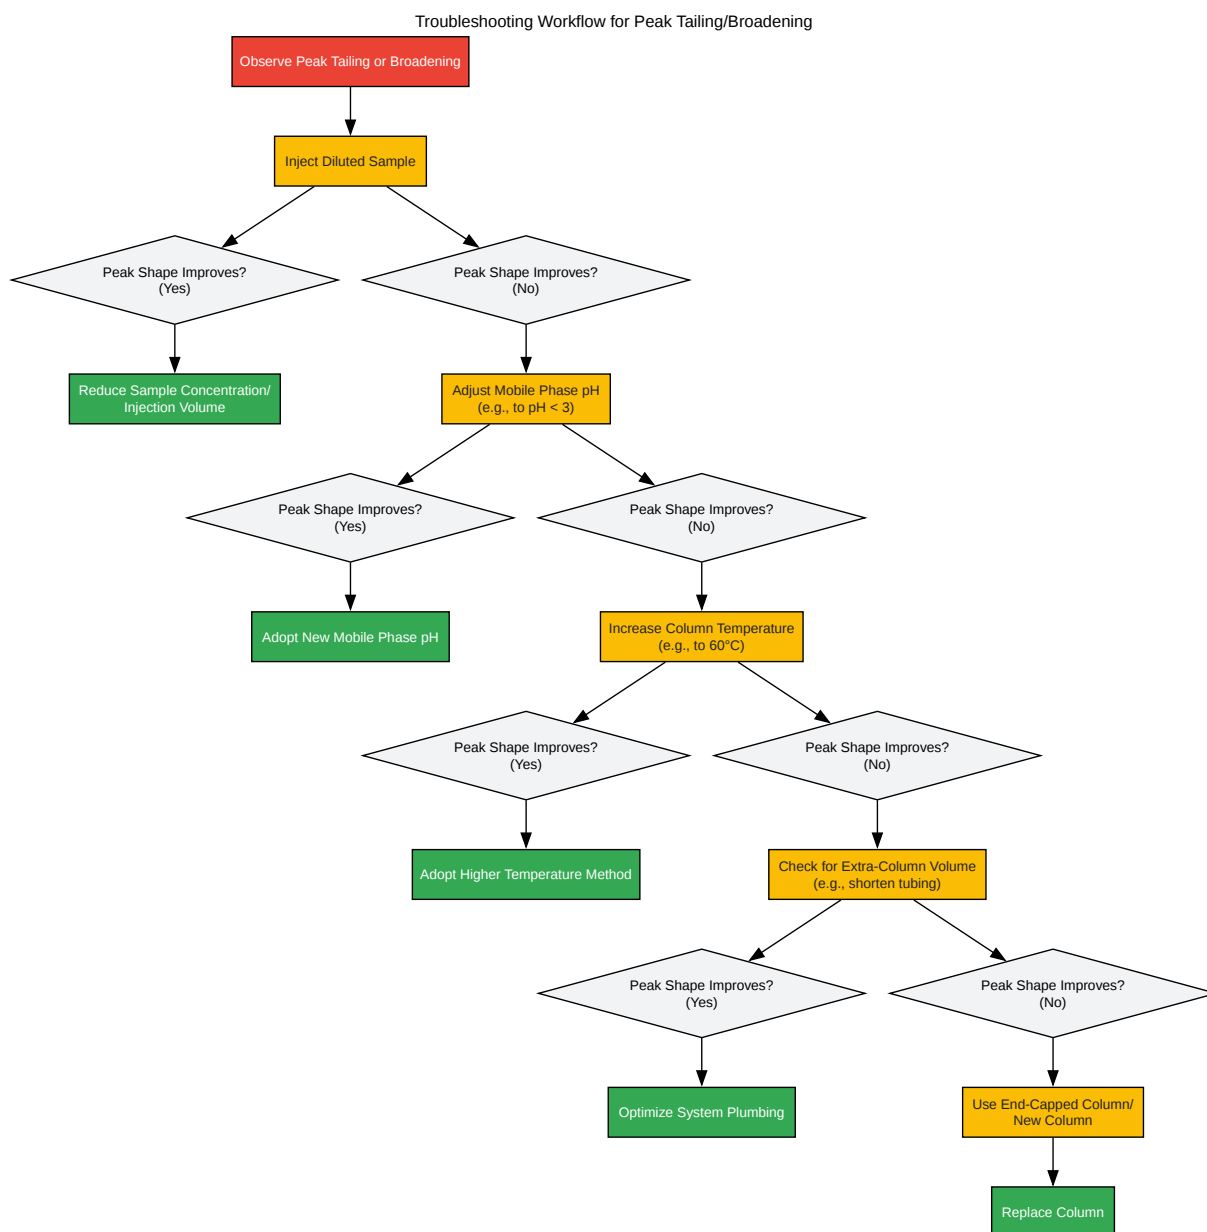 Troubleshooting Workflow for Peak Tailing/Broadening
Observe Peak Tailing or Broadening
Inject Diluted Sample
Peak Shape Improves?
(Yes)
Peak Shape Improves?
(No)
Reduce Sample Concentration/
Injection Volume
Adjust Mobile Phase pH
(e.g., to pH < 3)
Peak Shape Improves?
(Yes)
Peak Shape Improves?
(No)
Adopt New Mobile Phase pH
Increase Column Temperature
(e.g., to 60°C)
Peak Shape Improves?
(Yes)
Peak Shape Improves?
(No)
Adopt Higher Temperature Method
Check for Extra-Column Volume
(e.g., shorten tubing)
Peak Shape Improves?
(Yes)
Peak Shape Improves?
(No)
Optimize System Plumbing
Use End-Capped Column/
New Column
Replace Column